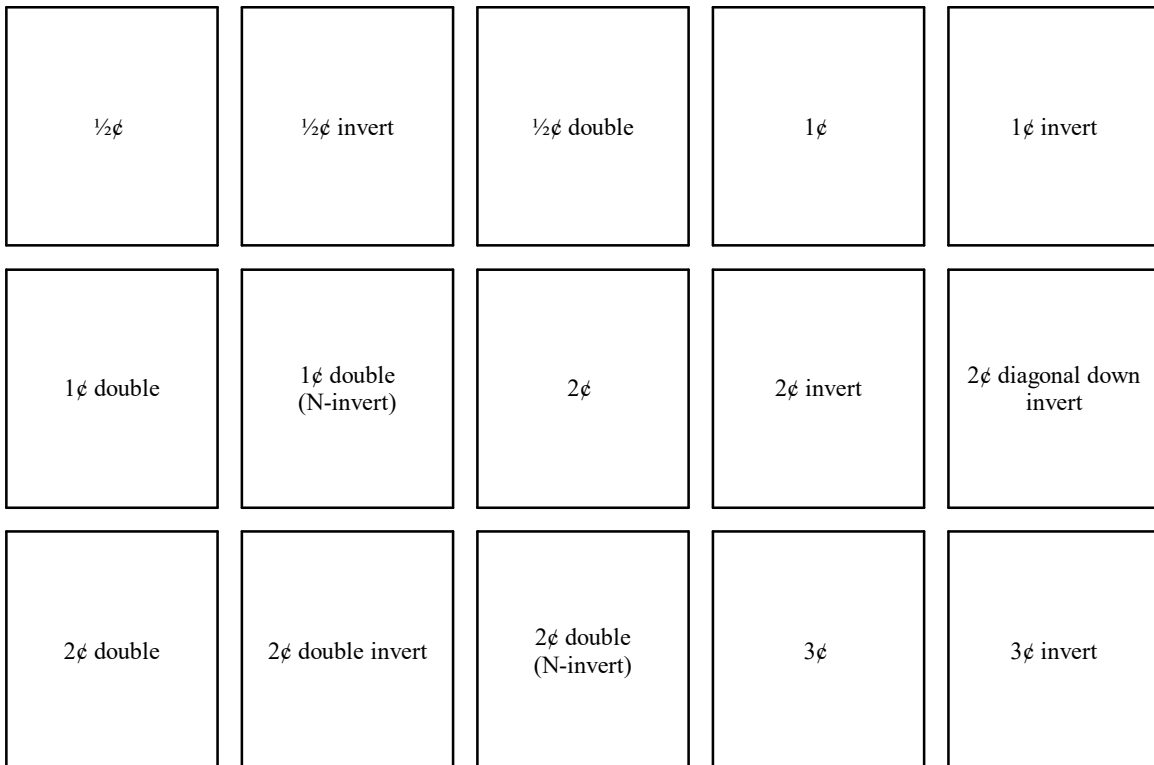 ½¢
½¢ invert
½¢ double
1¢
1¢ invert
1¢ double
1¢ double
(N-invert)
2¢
2¢ invert
2¢ diagonal down
invert
2¢ double
2¢ double invert
2¢ double
(N-invert)
3¢
3¢ invert